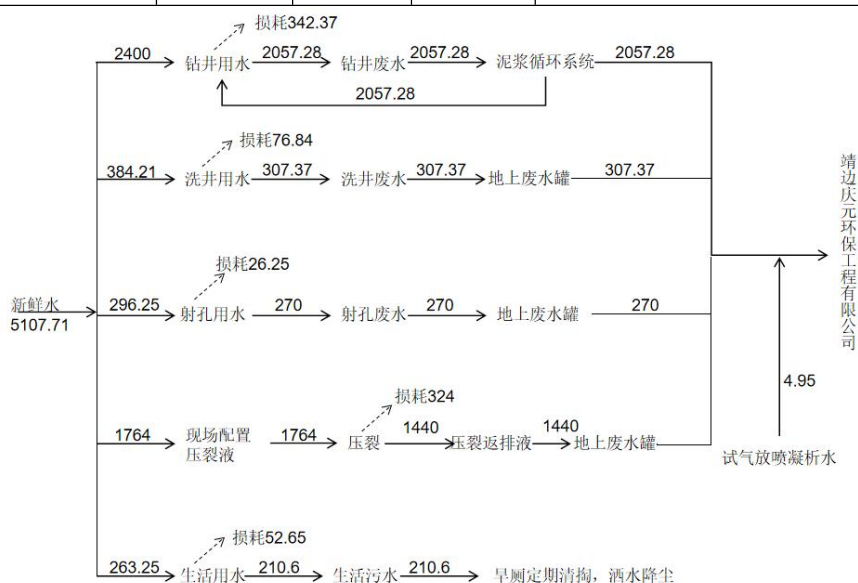 损耗342.37
2400 钻井用水 2057.28 钻井废水 2057.28 泥浆循环系统 2057.28
2057.28
损耗76.84
384.21 洗井用水 307.37 洗井废水 307.37 地上废水罐 307.37
损耗26.25
新鲜水
5107.71
296.25 射孔用水 270 射孔废水 270 地上废水罐 270
损耗324
1764 现场配置
压裂液
1764 压裂 1440 压裂返排液 1440 地上废水罐
损耗52.65
263.25 生活用水 210.6 生活污水 210.6 旱厕定期清掏，洒水降尘
4.95
试气放喷凝析水
靖边庆元环保工程有限公司